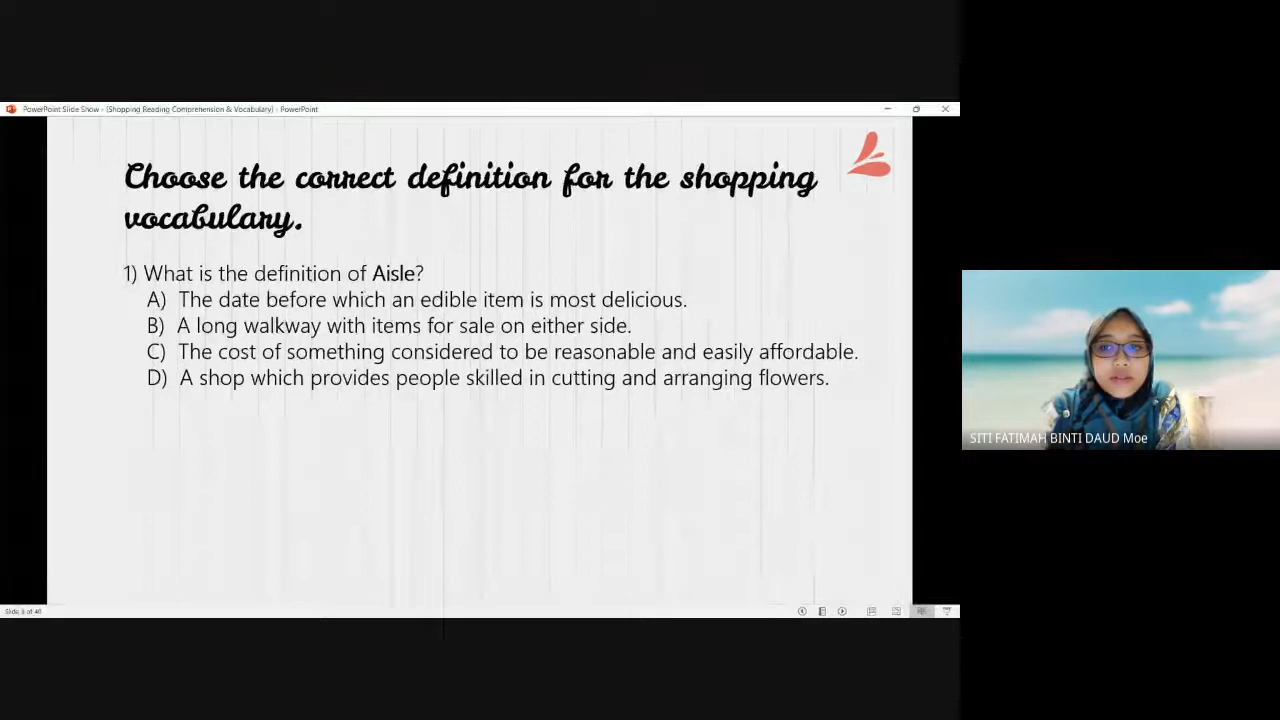 PowerPoint Slide Show - (Shopping Reading Comprehension & Vocabulary) - PowerPoint
Choose the correct definition for the shopping
vocabulary.
1) What is the definition of Aisle?
A) The date before which an edible item is most delicious.
B) A long walkway with items for sale on either side.
C) The cost of something considered to be reasonable and easily affordable.
D) A shop which provides people skilled in cutting and arranging flowers.
SITI FATIMAH BINTI DAUD Moe